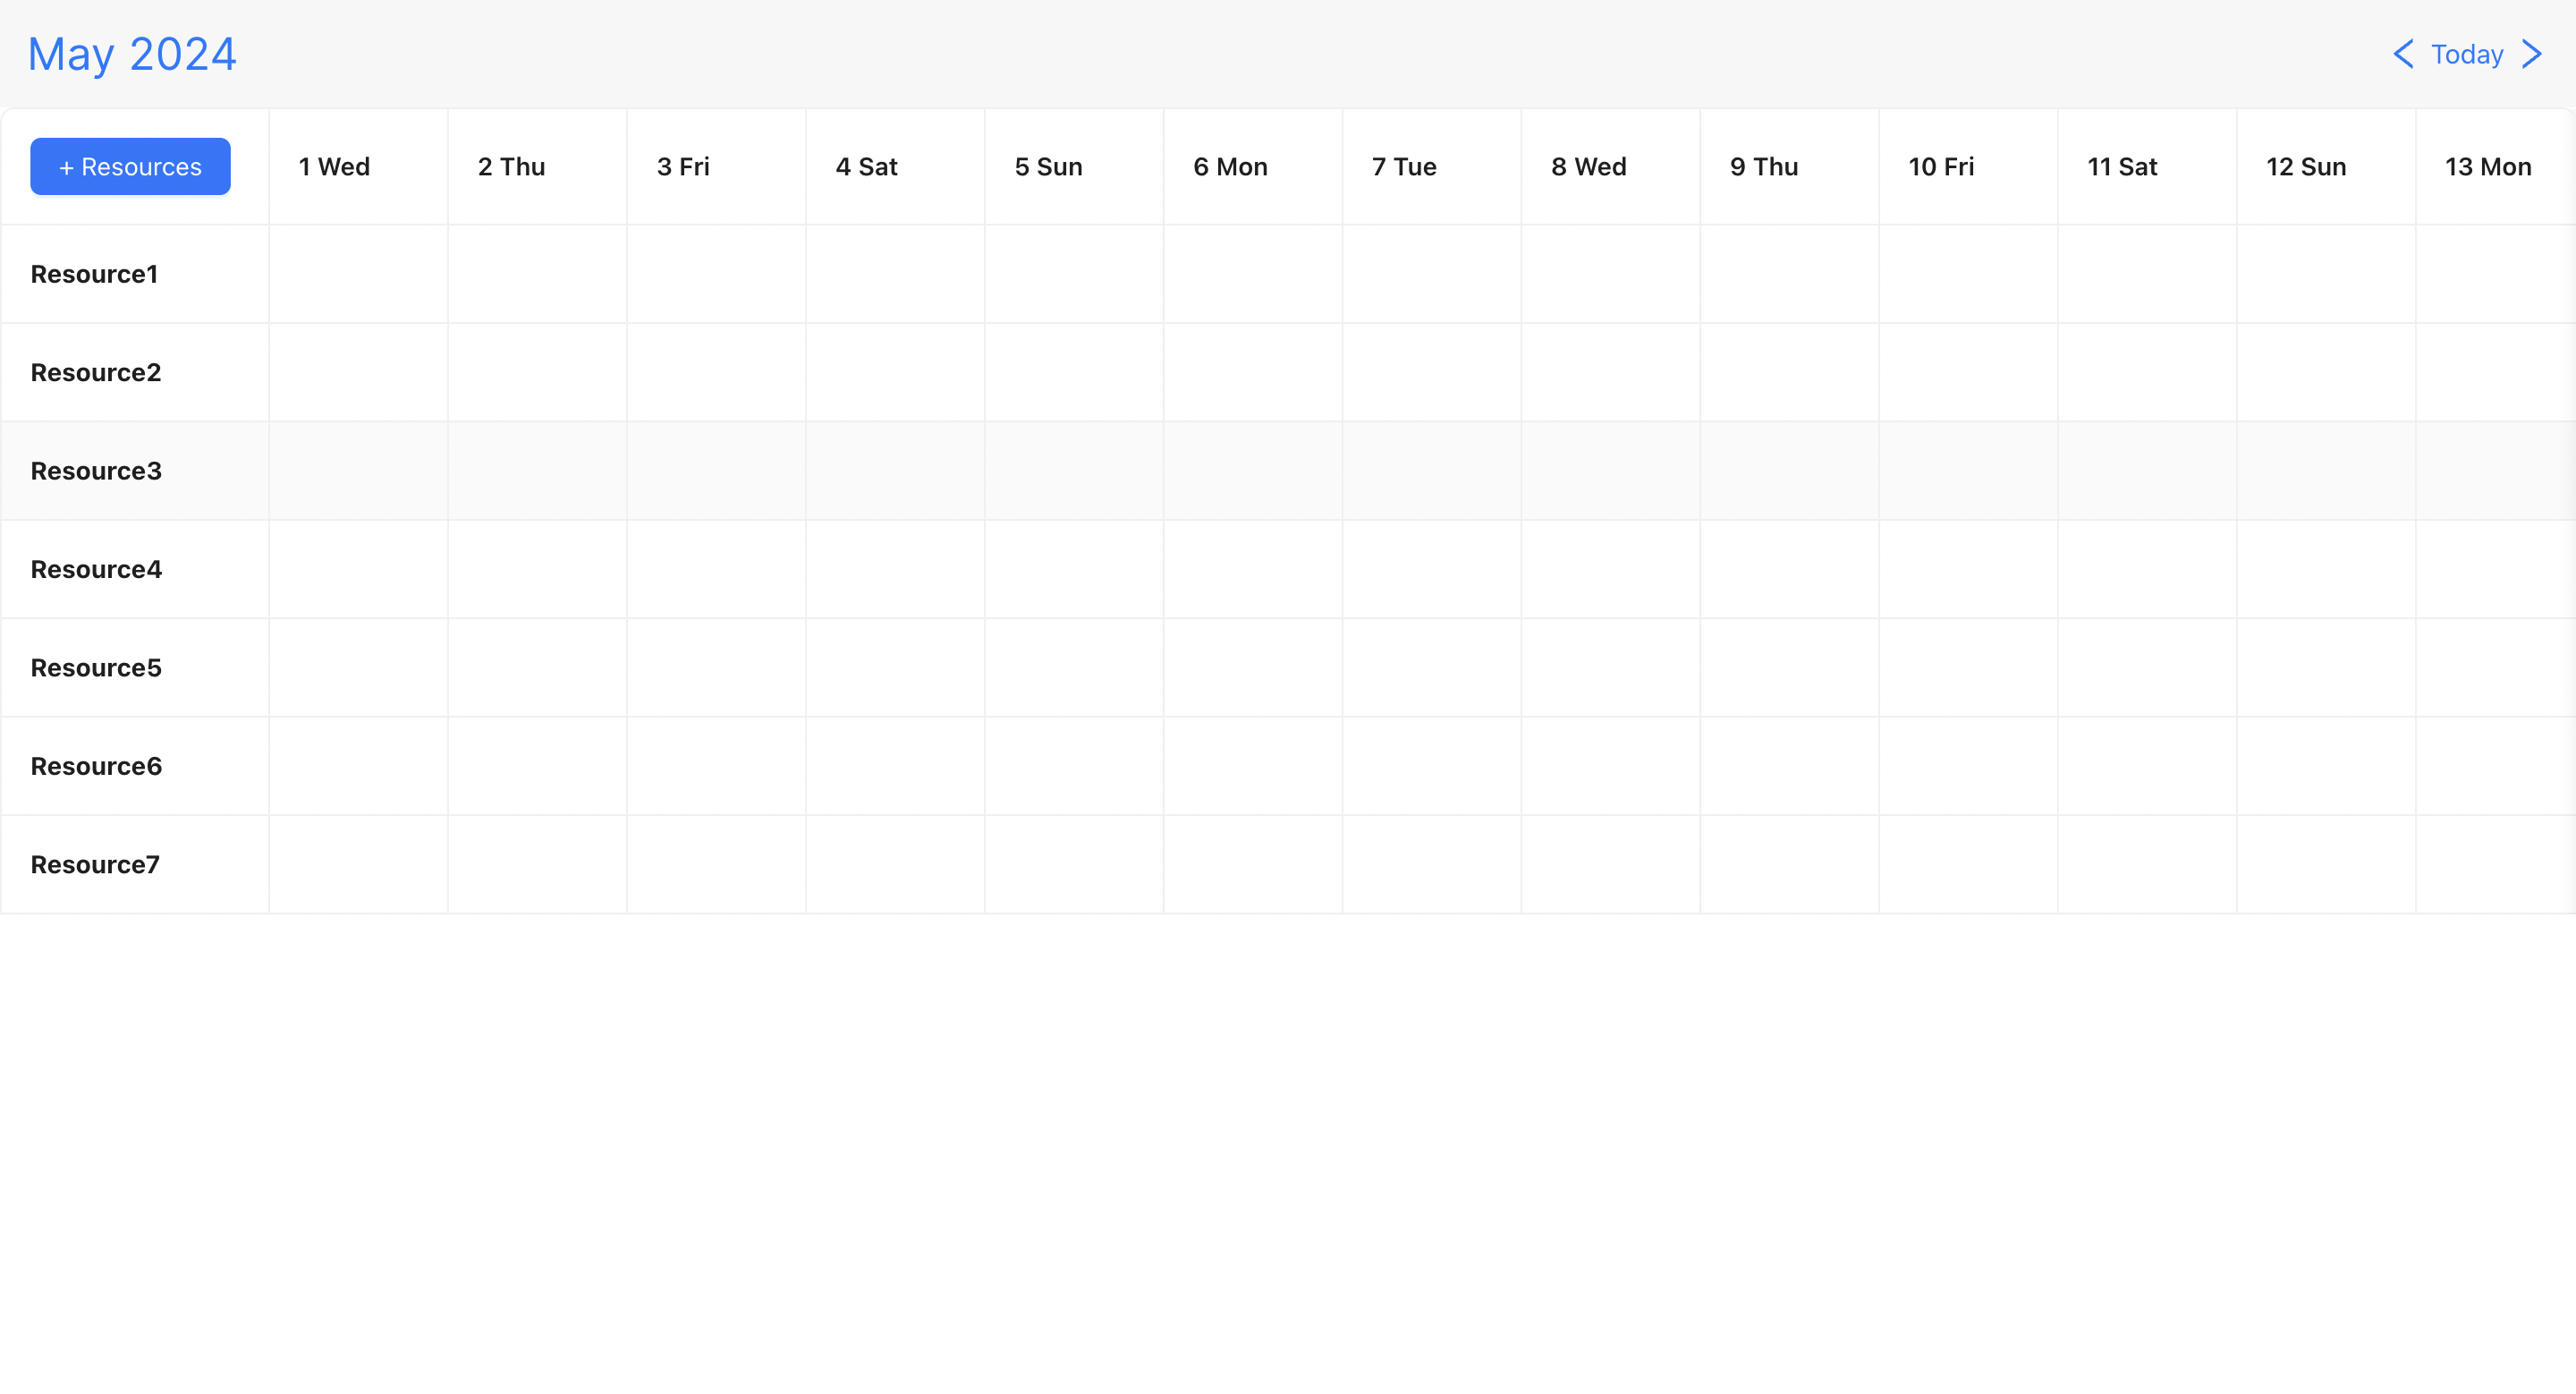 May 2024
< Today >
+ Resources 1 Wed 2 Thu 3 Fri 4 Sat 5 Sun 6 Mon 7 Tue 8 Wed 9 Thu 10 Fri 11 Sat 12 Sun 13 Mon
Resource1
Resource2
Resource3
Resource4
Resource5
Resource6
Resource7